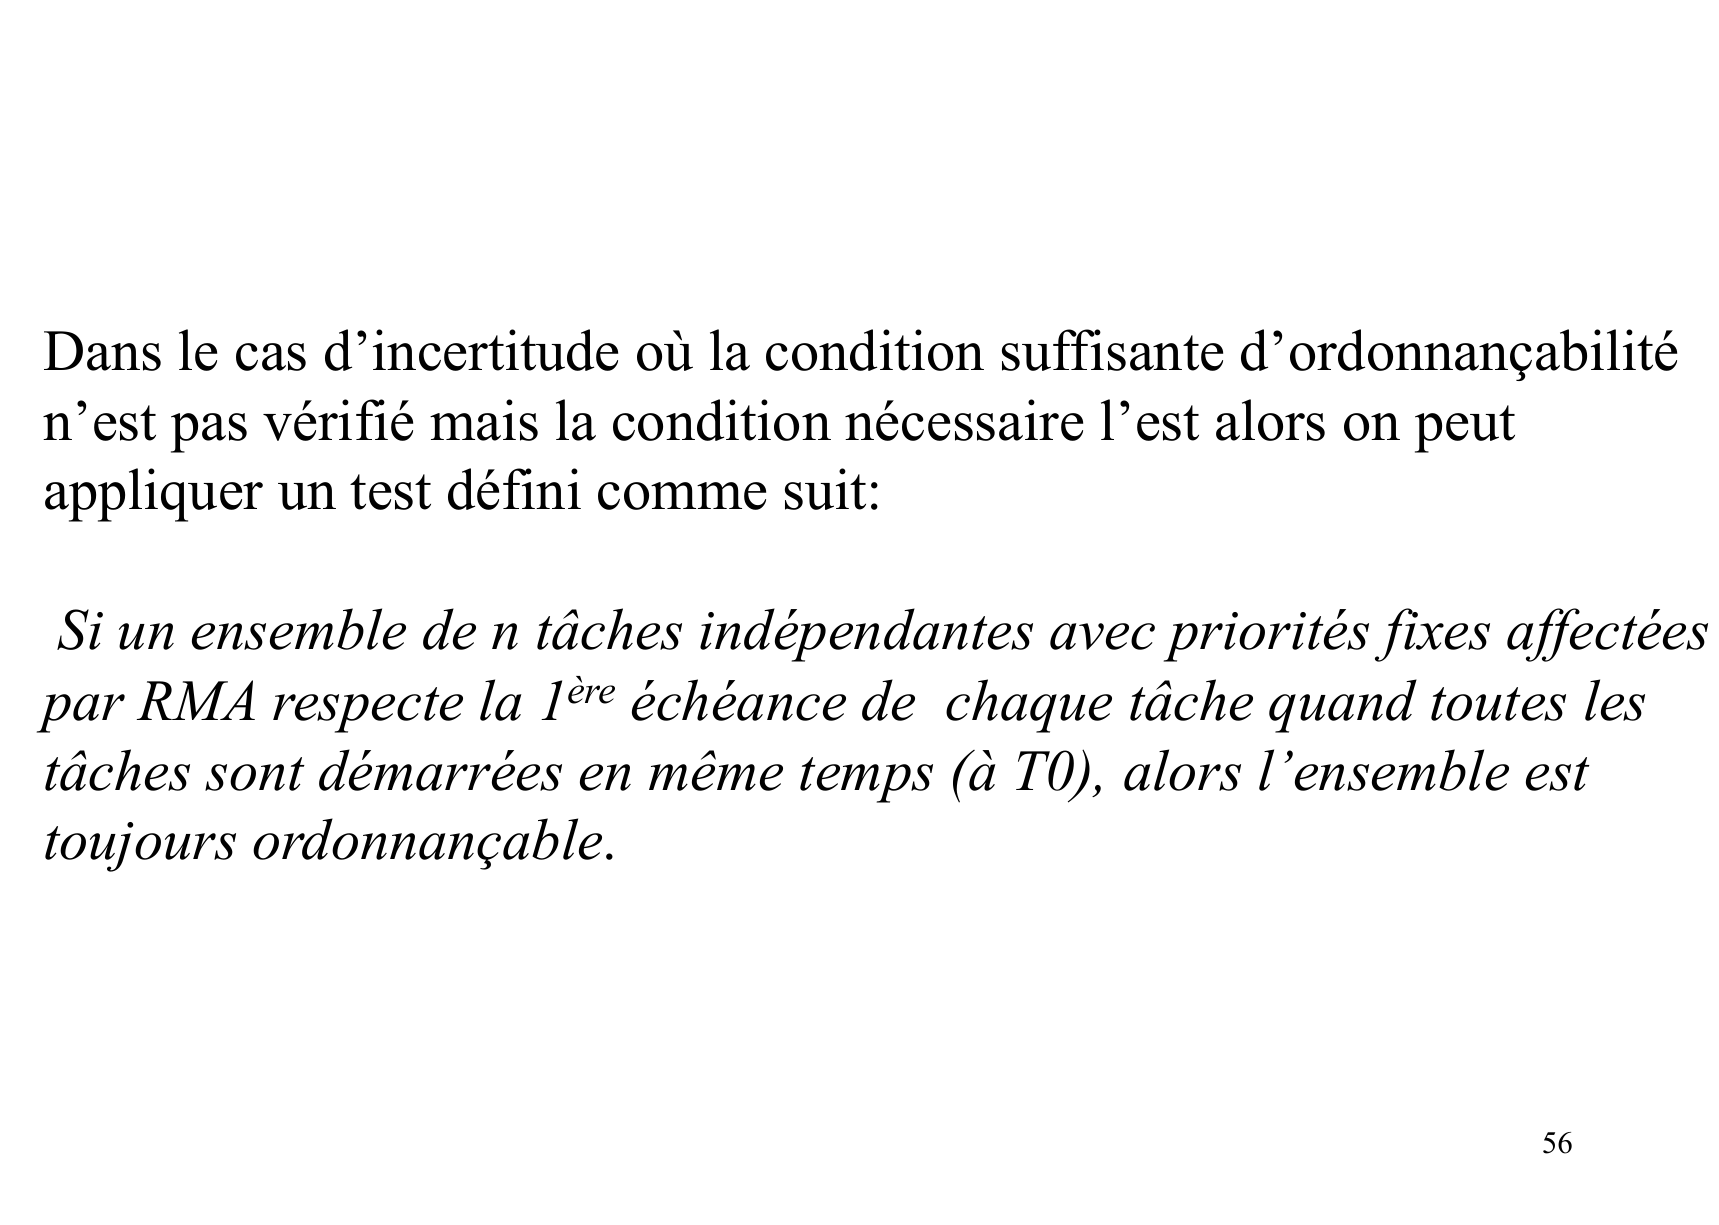 Dans le cas d’incertitude où la condition suffisante d’ordonnançabilité
n’est pas vérifié mais la condition nécessaire l’est alors on peut
appliquer un test défini comme suit:
Si un ensemble de n tâches indépendantes avec priorités fixes affectées
par RMA respecte la 1ère échéance de  chaque tâche quand toutes les
tâches sont démarrées en même temps (à T0), alors l’ensemble est
toujours ordonnançable.
56